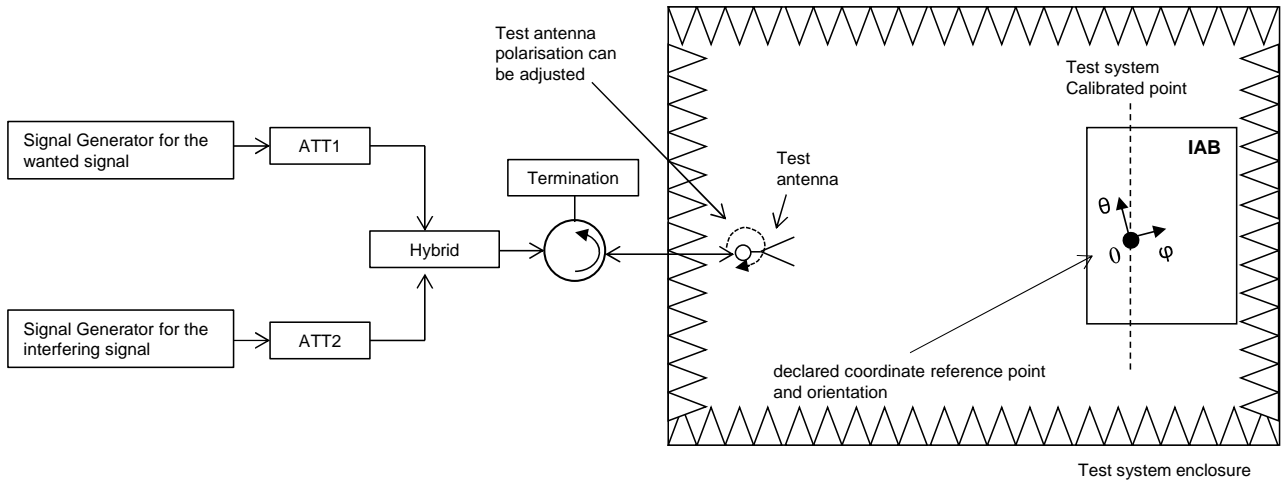 Test antenna
polarisation can
be adjusted
Test system
Calibrated point
Signal Generator for the
wanted signal
ATT1
IAB
Termination
Test
antenna
θ
Hybrid
0
φ
Signal Generator for the
interfering signal
ATT2
declared coordinate reference point
and orientation
Test system enclosure